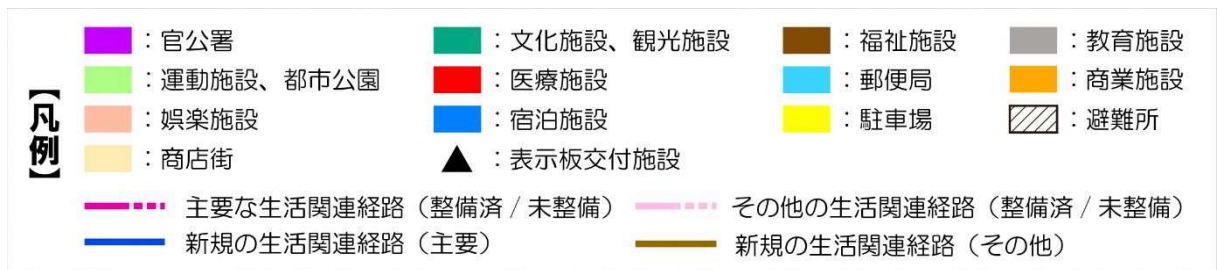 【凡例】
：官公署 ：文化施設、観光施設 ：福祉施設 ：教育施設
：運動施設、都市公園 ：医療施設 ：郵便局 ：商業施設
：娯楽施設 ：宿泊施設 ：駐車場 ：避難所
：商店街 ：表示板交付施設
主要な生活関連経路（整備済 / 未整備） その他の生活関連経路（整備済 / 未整備）
新規の生活関連経路（主要） 新規の生活関連経路（その他）